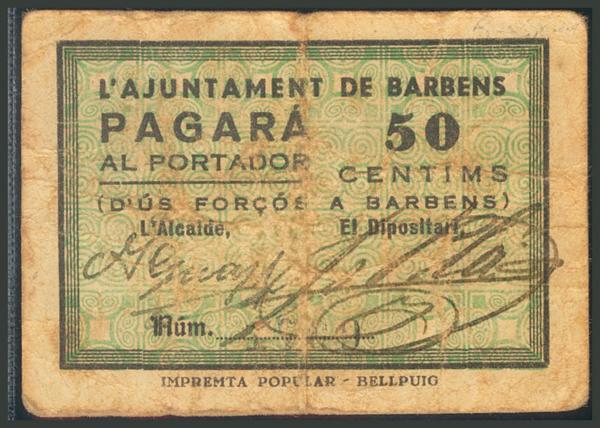 L'AJUNTAMENT DE BARBENS
PAGARÁ 50
AL PORTADOR CENTIMS
(D'ÚS FORÇÓS A BARBENS)
L'Alcalde, El Dipositari,
Núm.
IMPREMTA POPULAR - BELLPUIG